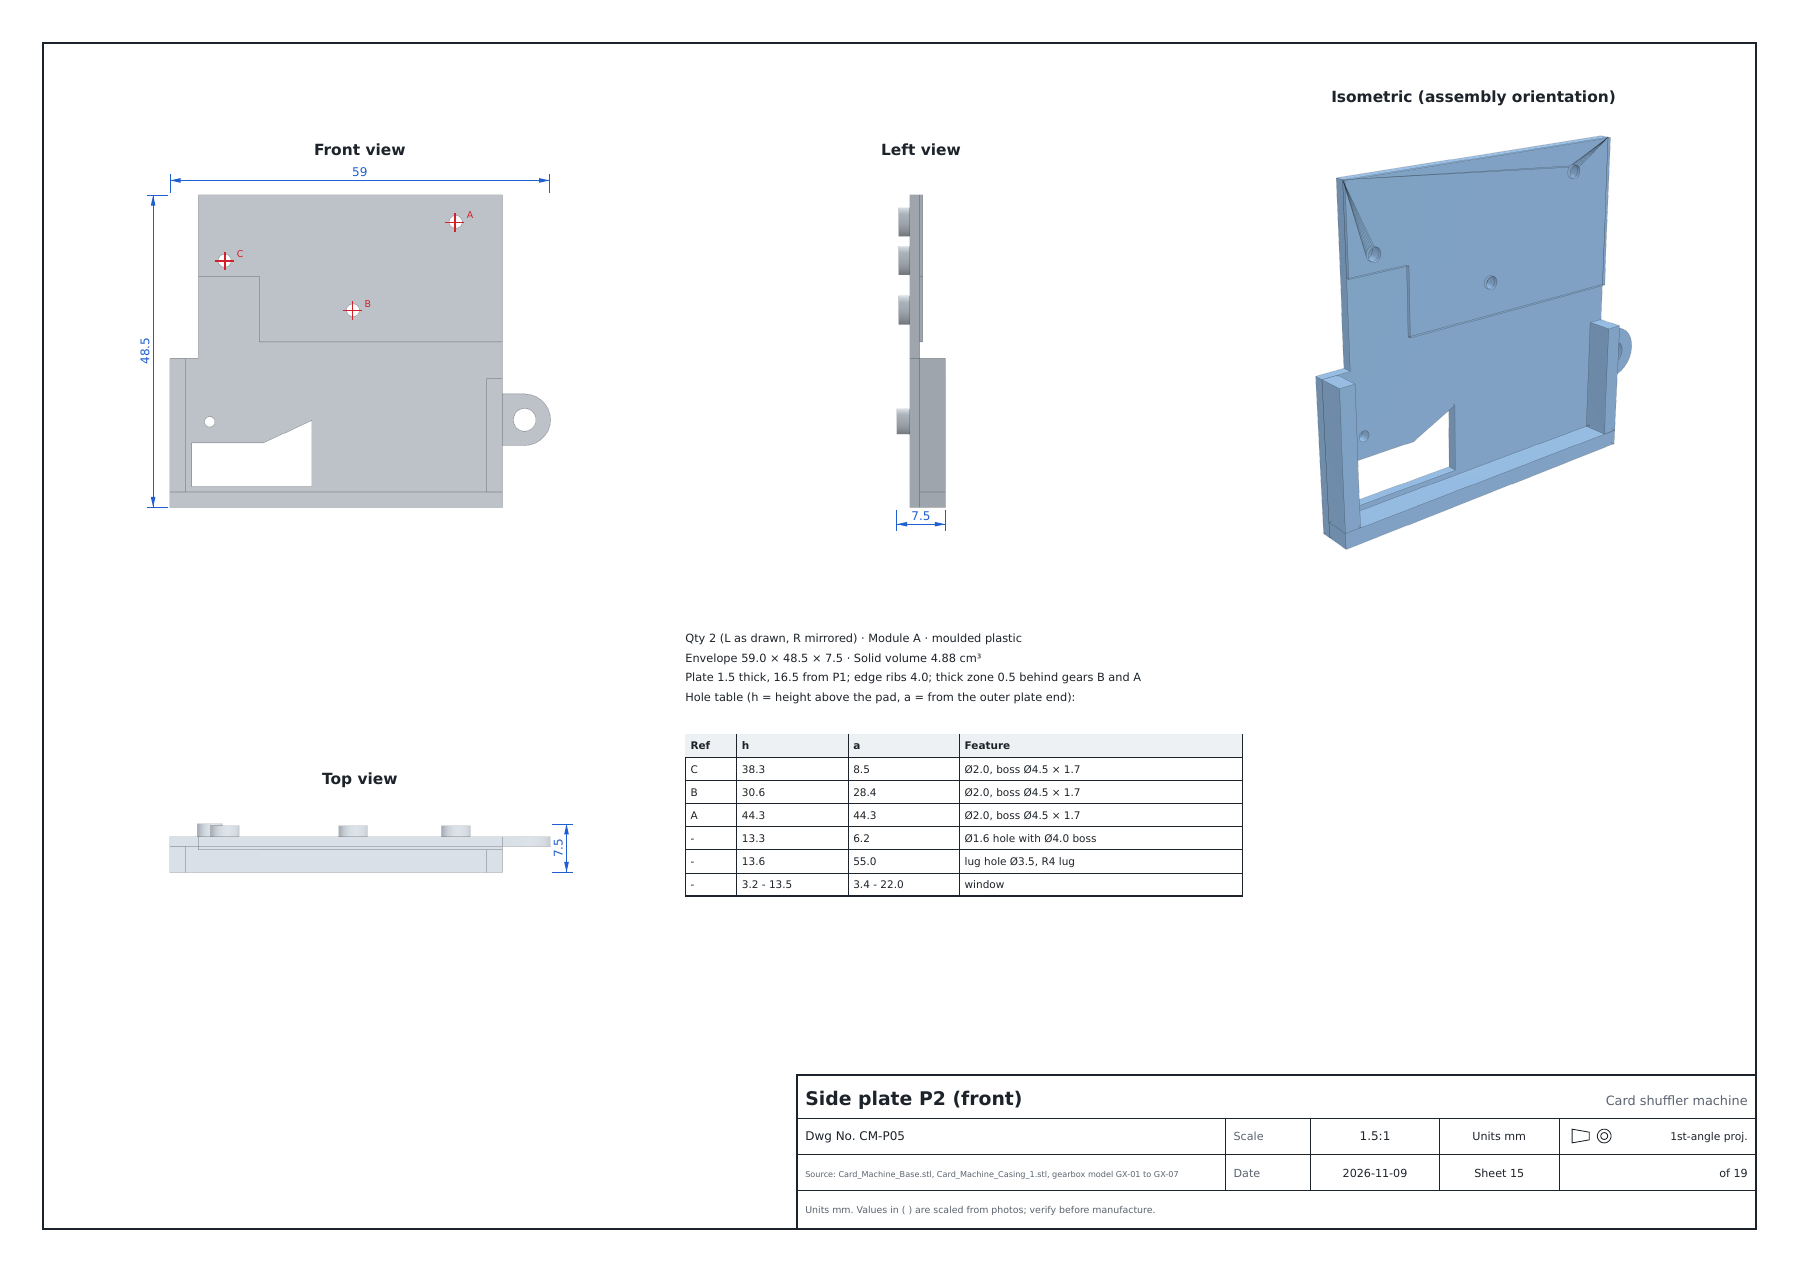 Isometric (assembly orientation)
Front view
Left view
59
A
C
B
48.5
7.5
Qty 2 (L as drawn, R mirrored) · Module A · moulded plastic
Envelope 59.0 × 48.5 × 7.5 · Solid volume 4.88 cm³
Plate 1.5 thick, 16.5 from P1; edge ribs 4.0; thick zone 0.5 behind gears B and A
Hole table (h = height above the pad, a = from the outer plate end):
Ref h a Feature
C 38.3 8.5 Ø2.0, boss Ø4.5 × 1.7
B 30.6 28.4 Ø2.0, boss Ø4.5 × 1.7
A 44.3 44.3 Ø2.0, boss Ø4.5 × 1.7
- 13.3 6.2 Ø1.6 hole with Ø4.0 boss
- 13.6 55.0 lug hole Ø3.5, R4 lug
- 3.2 - 13.5 3.4 - 22.0 window
Top view
7.5
Side plate P2 (front) Card shuffler machine
Dwg No. CM-P05 Scale 1.5:1 Units mm 1st-angle proj.
Source: Card_Machine_Base.stl, Card_Machine_Casing_1.stl, gearbox model GX-01 to GX-07 Date 2026-11-09 Sheet 15 of 19
Units mm. Values in ( ) are scaled from photos; verify before manufacture.